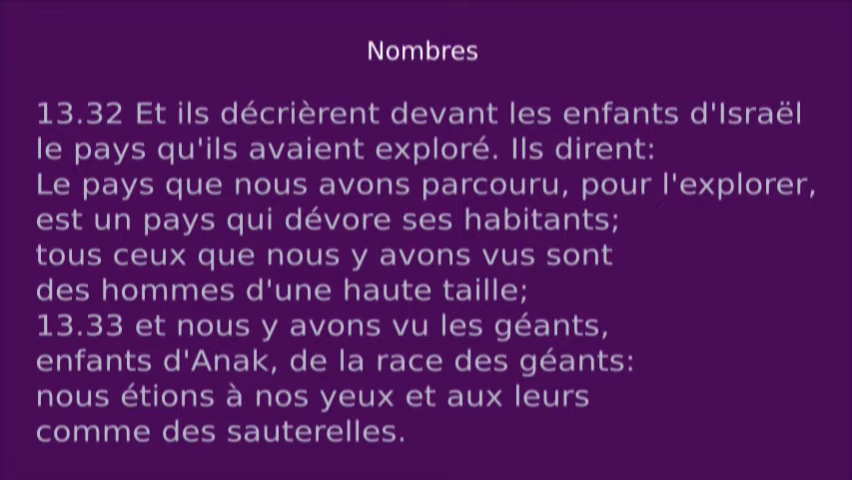 Nombres
13.32 Et ils décrièrent devant les enfants d'Israël
le pays qu'ils avaient exploré. Ils dirent:
Le pays que nous avons parcouru, pour l'explorer,
est un pays qui dévore ses habitants;
tous ceux que nous y avons vus sont
des hommes d'une haute taille;
13.33 et nous y avons vu les géants,
enfants d'Anak, de la race des géants:
nous étions à nos yeux et aux leurs
comme des sauterelles.